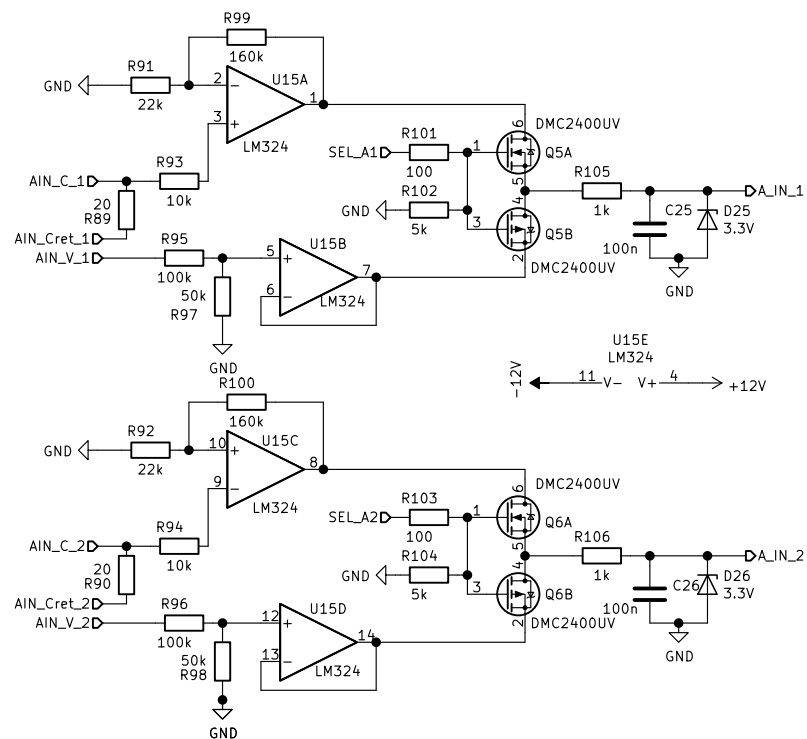 R99
160k
R91
GND
22k
2
3
U15A
1
LM324
DMC2400UV
6
Q5A
5
R101
SEL_A1
100
1
R105
A_IN_1
1k
AIN_C_1
R93
10k
20
R89
R102
GND
5k
3
4
Q5B
2
DMC2400UV
C25
100n
D25
3.3V
GND
AIN_Cret_1
AIN_V_1
R95
100k
50k
R97
GND
U15B
5
6
7
LM324
U15E
LM324
-12V
11
V-
V+
4
+12V
R100
160k
R92
GND
22k
10
9
U15C
8
LM324
DMC2400UV
6
Q6A
5
R103
SEL_A2
100
1
R106
A_IN_2
1k
AIN_C_2
R94
10k
20
R90
R104
GND
5k
3
4
Q6B
2
DMC2400UV
C26
100n
D26
3.3V
GND
AIN_Cret_2
AIN_V_2
R96
100k
50k
R98
GND
U15D
12
13
14
LM324